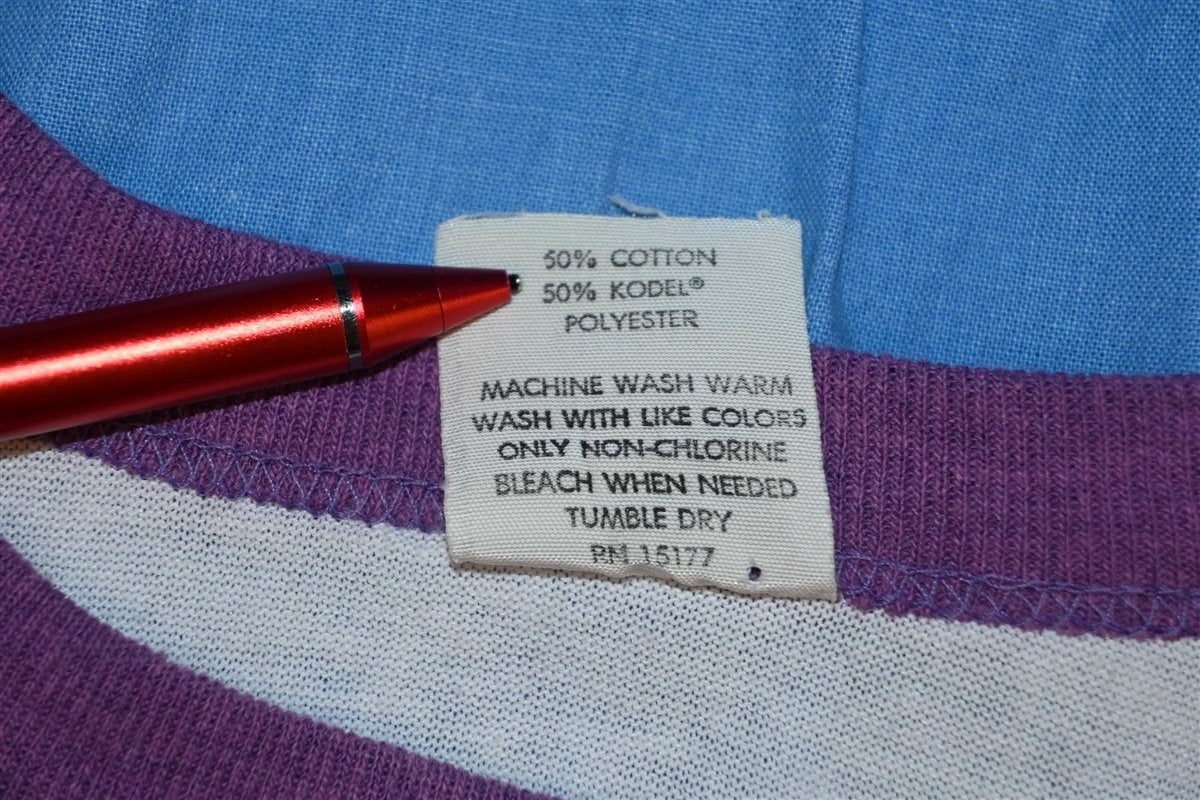 50% COTTON
50% KODEL®
POLYESTER
MACHINE WASH WARM
WASH WITH LIKE COLORS
ONLY NON-CHLORINE
BLEACH WHEN NEEDED
TUMBLE DRY
RN 15177